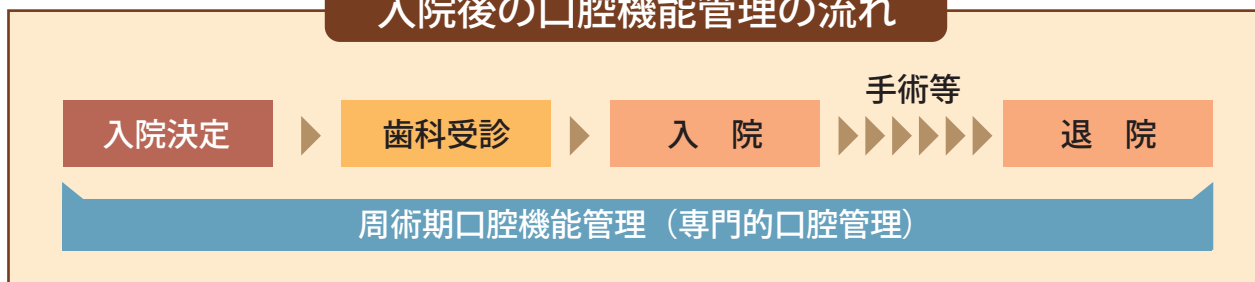 入院後の口腔機能管理の流れ
手術等
入院決定
歯科受診
入　院
退　院
周術期口腔機能管理（専門的口腔管理）